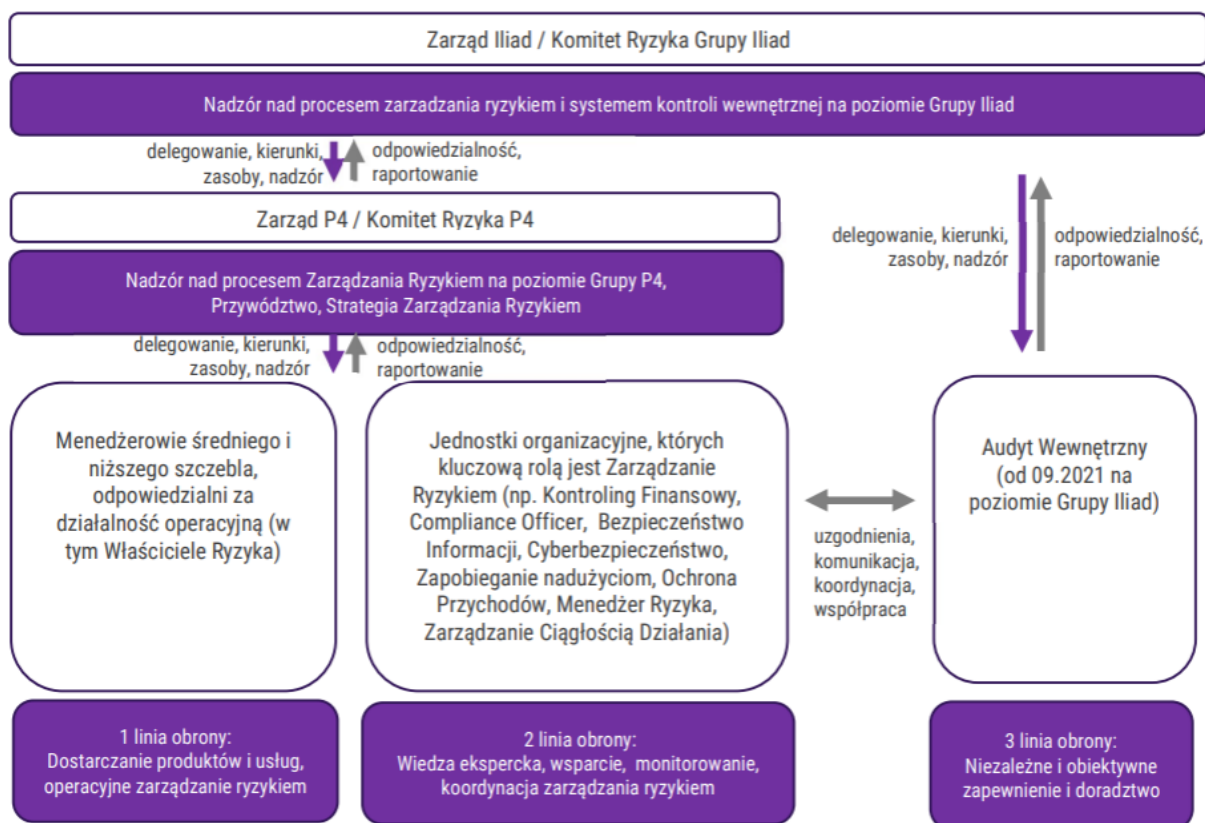 Zarząd Iliad / Komitet Ryzyka Grupy Iliad
Nadzór nad procesem zarzadzania ryzykiem i systemem kontroli wewnętrznej na poziomie Grupy Iliad
delegowanie, kierunki,
zasoby, nadzór
odpowiedzialność,
raportowanie
Zarząd P4 / Komitet Ryzyka P4
Nadzór nad procesem Zarządzania Ryzykiem na poziomie Grupy P4,
Przywództwo, Strategia Zarządzania Ryzykiem
delegowanie, kierunki,
zasoby, nadzór
odpowiedzialność,
raportowanie
delegowanie, kierunki,
zasoby, nadzór
odpowiedzialność,
raportowanie
Menedżerowie średniego i
niższego szczebla,
odpowiedzialni za
działalność operacyjną (w
tym Właściciele Ryzyka)
Jednostki organizacyjne, których
kluczową rolą jest Zarządzanie
Ryzykiem (np. Kontroling Finansowy,
Compliance Officer, Bezpieczeństwo
Informacji, Cyberbezpieczeństwo,
Zapobieganie nadużyciom, Ochrona
Przychodów, Menedżer Ryzyka,
Zarządzanie Ciągłością Działania)
uzgodnienia,
komunikacja,
koordynacja,
współpraca
Audyt Wewnętrzny
(od 09.2021 na
poziomie Grupy Iliad)
1 linia obrony:
Dostarczanie produktów i usług,
operacyjne zarządzanie ryzykiem
2 linia obrony:
Wiedza ekspercka, wsparcie, monitorowanie,
koordynacja zarządzania ryzykiem
3 linia obrony:
Niezależne i obiektywne
zapewnienie i doradztwo